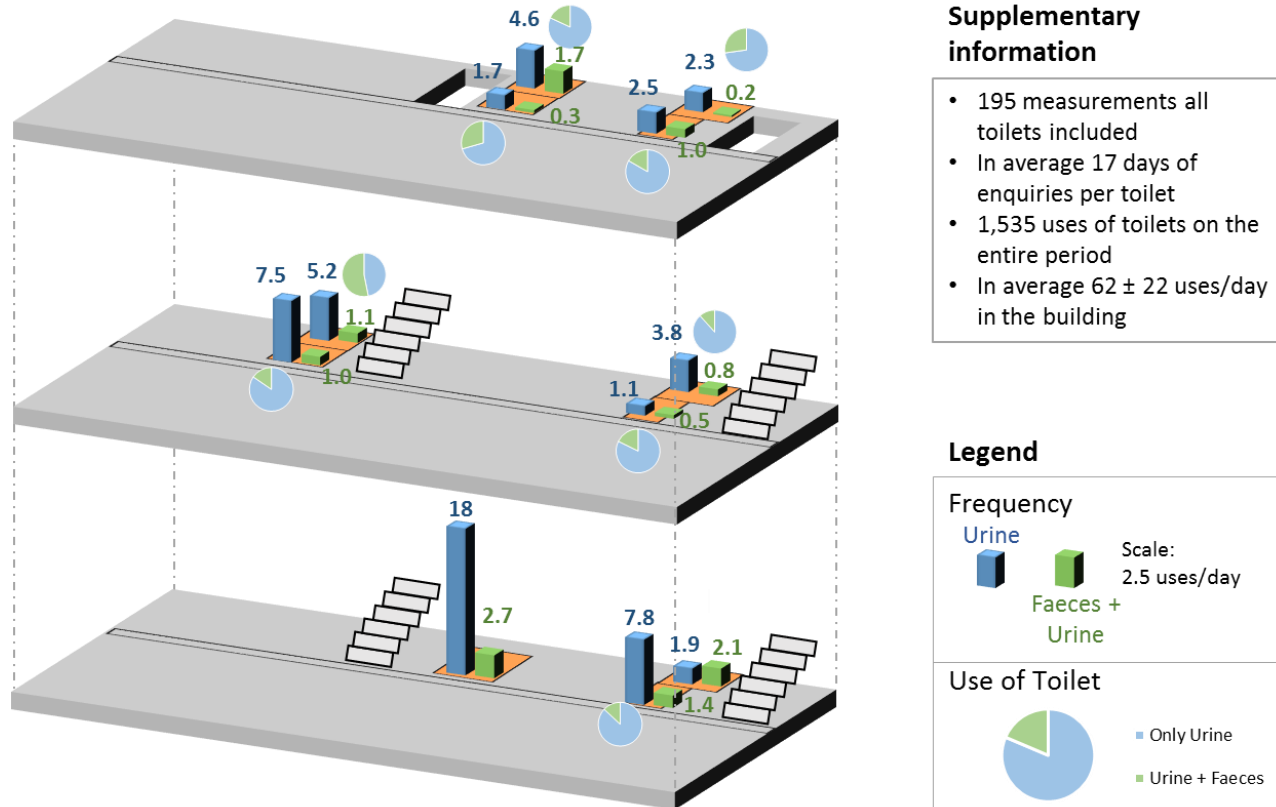 4.6
1.7
1.7
0.3
2.3
2.5
0.2
1.0
7.5
5.2
1.1
1.0
3.8
1.1
0.8
0.5
18
2.7
7.8
1.9
2.1
1.4
Supplementary
information
• 195 measurements all
toilets included
• In average 17 days of
enquiries per toilet
• 1,535 uses of toilets on the
entire period
• In average 62 ± 22 uses/day
in the building
Legend
Frequency
Urine
Scale:
2.5 uses/day
Faeces +
Urine
Use of Toilet
Only Urine
Urine + Faeces